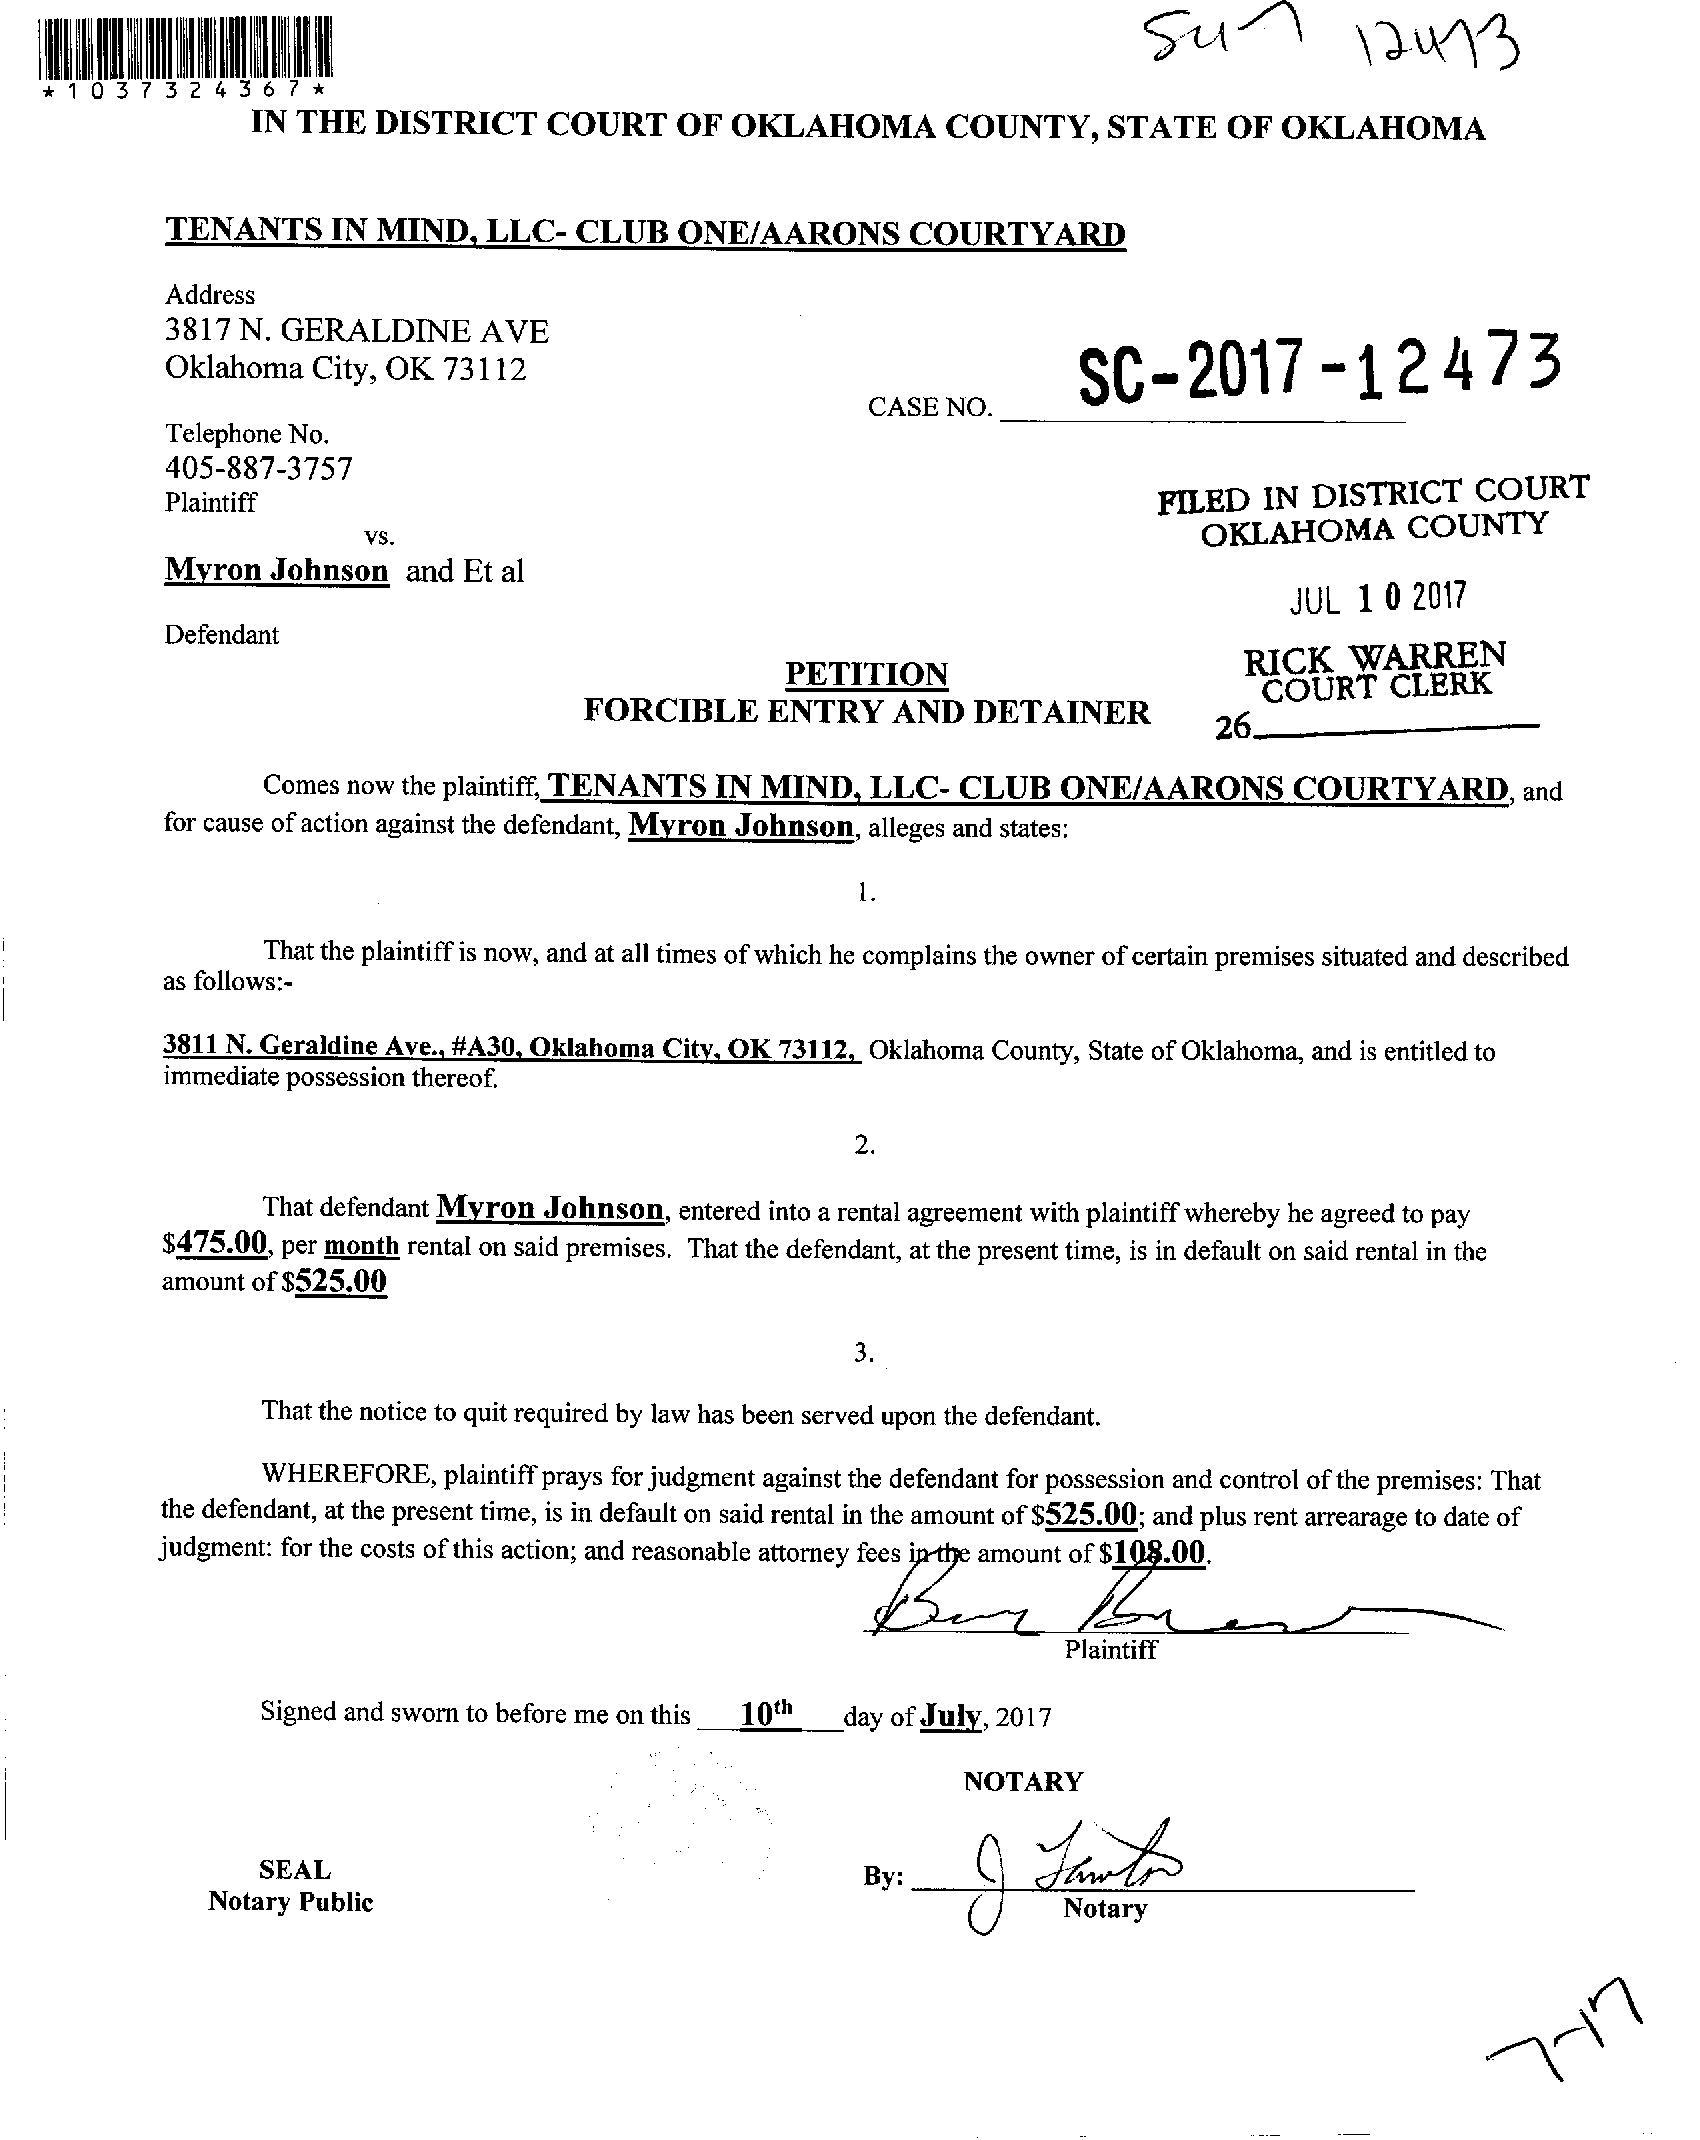 12473
*1037324367*
IN THE DISTRICT COURT OF OKLAHOMA COUNTY, STATE OF OKLAHOMA
TENANTS IN MIND, LLC- CLUB ONE/AARONS COURTYARD
Address
3817 N. GERALDINE AVE
Oklahoma City, OK 73112
SC-2017-12473
CASE NO.
Telephone No.
405-887-3757
Plaintiff
vs.
Myron Johnson and Et al
Defendant
FILED IN DISTRICT COURT
OKLAHOMA COUNTY
JUL 10 2017
RICK WARREN
COURT CLERK
26
PETITION
FORCIBLE ENTRY AND DETAINER
Comes now the plaintiff, TENANTS IN MIND, LLC- CLUB ONE/AARONS COURTYARD, and
for cause of action against the defendant, Myron Johnson, alleges and states:
1.
That the plaintiff is now, and at all times of which he complains the owner of certain premises situated and described
as follows:-
3811 N. Geraldine Ave., #A30, Oklahoma City, OK 73112, Oklahoma County, State of Oklahoma, and is entitled to
immediate possession thereof.
2.
That defendant Myron Johnson, entered into a rental agreement with plaintiff whereby he agreed to pay
$475.00, per month rental on said premises. That the defendant, at the present time, is in default on said rental in the
amount of $525.00
3.
That the notice to quit required by law has been served upon the defendant.
WHEREFORE, plaintiff prays for judgment against the defendant for possession and control of the premises: That
the defendant, at the present time, is in default on said rental in the amount of $525.00; and plus rent arrearage to date of
judgment: for the costs of this action; and reasonable attorney fees in the amount of $108.00.
Plaintiff
Signed and sworn to before me on this 10th day of July, 2017
NOTARY
SEAL
Notary Public
By:
Notary
7-17